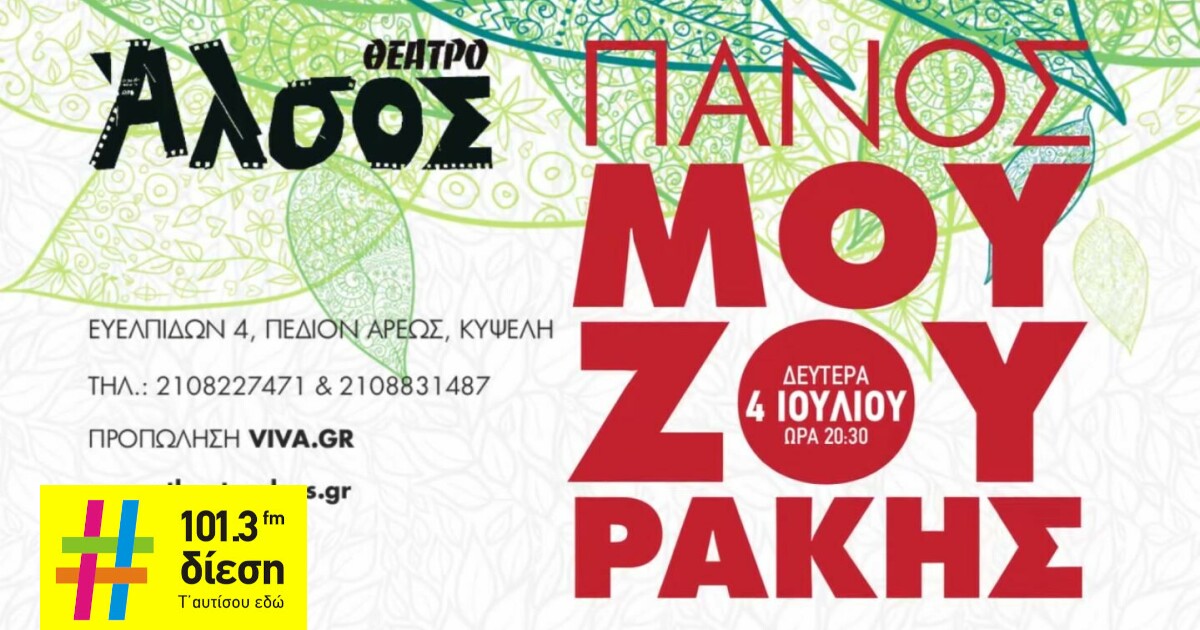 ΘΕΑΤΡΟ
Άλσος
ΕΥΕΛΠΙΔΩΝ 4, ΠΕΔΙΟΝ ΑΡΕΩΣ, ΚΥΨΕΛΗ
ΤΗΛ.: 2108227471 & 2108831487
ΠΡΟΠΩΛΗΣΗ VIVA.GR
101.3 fm
δίεση
Τ'αυτίσου εδώ
ΠΑΝΟΣ
ΜΟΥ
ΖΟΥ
ΡΑΚΗΣ
ΔΕΥΤΕΡΑ
4 ΙΟΥΛΙΟΥ
ΩΡΑ 20:30